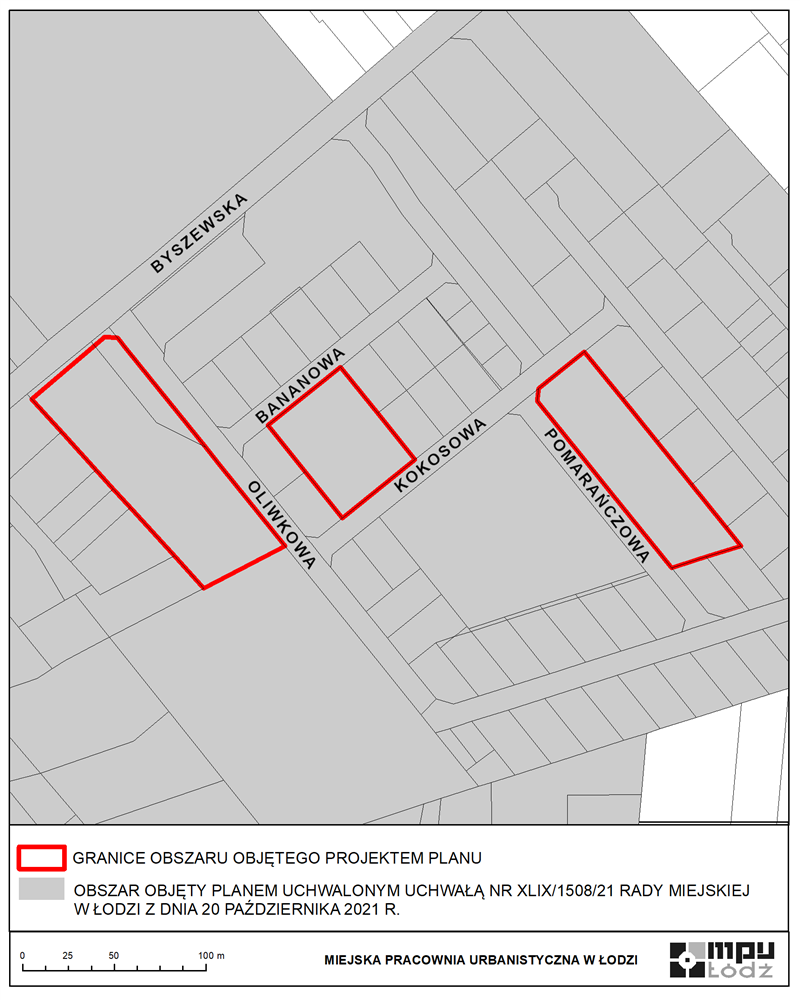 BYSZEWSKA
BANANOWA
KOKOSOWA
OLIWKOWA
POMARAŃCZOWA
GRANICE OBSZARU OBJĘTEGO PROJEKTEM PLANU
OBSZAR OBJĘTY PLANEM UCHWALONYM UCHWAŁĄ NR XLIX/1508/21 RADY MIEJSKIEJ
W ŁODZI Z DNIA 20 PAŹDZIERNIKA 2021 R.
0 25 50 100 m
MIEJSKA PRACOWNIA URBANISTYCZNA W ŁODZI
mpu
Łódź